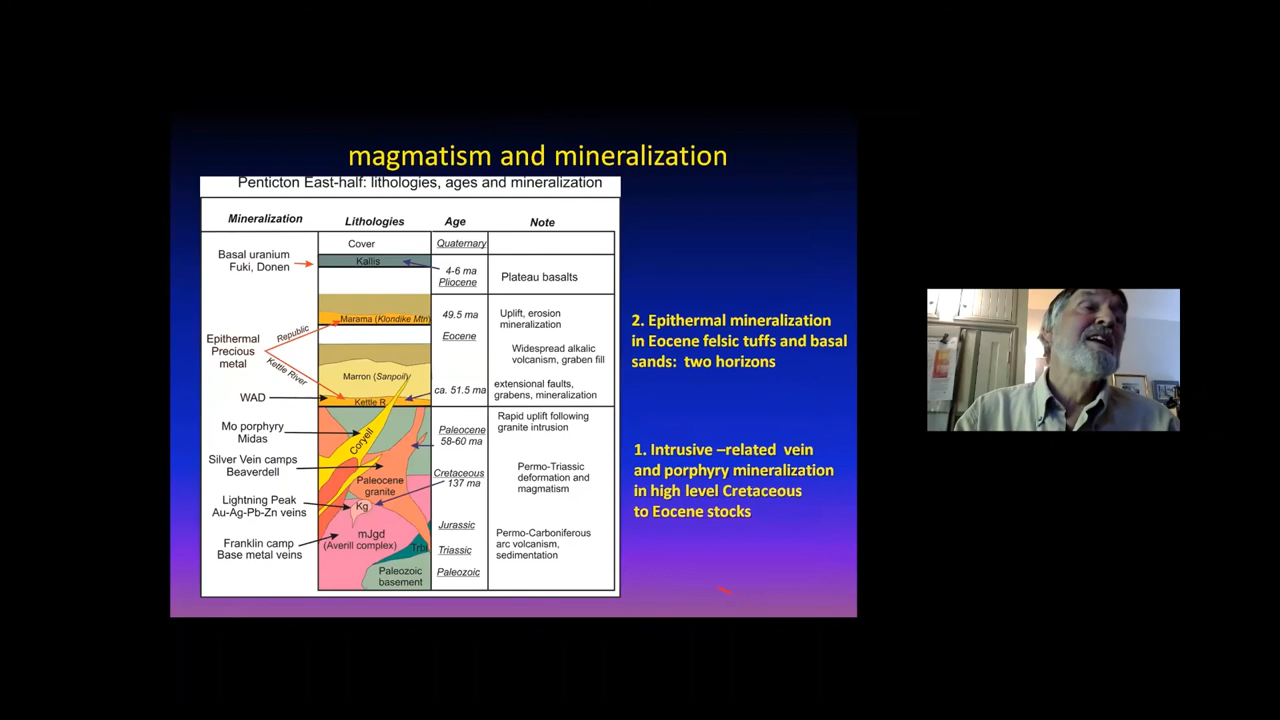 magmatism and mineralization
Penticton East-half: lithologies, ages and mineralization
Mineralization
Lithologies
Age
Note
Cover
Quaternary
Basal uranium
Fuki, Donen
Kallis
4-6 ma
Pliocene
Plateau basalts
Marama (Klondike Mtn)
49.5 ma
Uplift, erosion
mineralization
Eocene
Republic
Epithermal
Precious
metal
Kettle River
Widespread alkalic
volcanism, graben fill
Marron (Sanpoil)
ca. 51.5 ma
extensional faults,
grabens, mineralization
WAD
Kettle R.
Rapid uplift following
granite intrusion
Mo porphyry
Midas
Coryell
Paleocene
58-60 ma
Silver Vein camps
Beaverdell
Paleocene
granite
Cretaceous
137 ma
Permo-Triassic
deformation and
magmatism
Lightning Peak
Au-Ag-Pb-Zn veins
Kg
Jurassic
Franklin camp
Base metal veins
mJgd
(Averill complex)
Trb
Triassic
Permo-Carboniferous
arc volcanism,
sedimentation
Paleozoic
basement
Paleozoic
2. Epithermal mineralization
in Eocene felsic tuffs and basal
sands: two horizons
1. Intrusive –related vein
and porphyry mineralization
in high level Cretaceous
to Eocene stocks